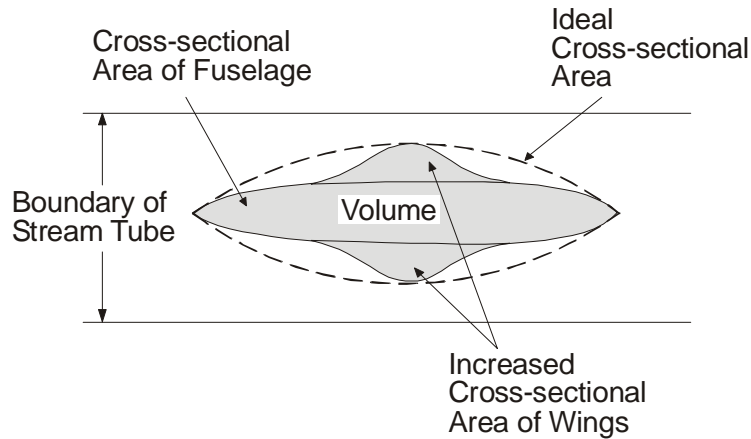 Cross-sectional
Area of Fuselage
Ideal
Cross-sectional
Area
Boundary of
Stream Tube
Volume
Increased
Cross-sectional
Area of Wings